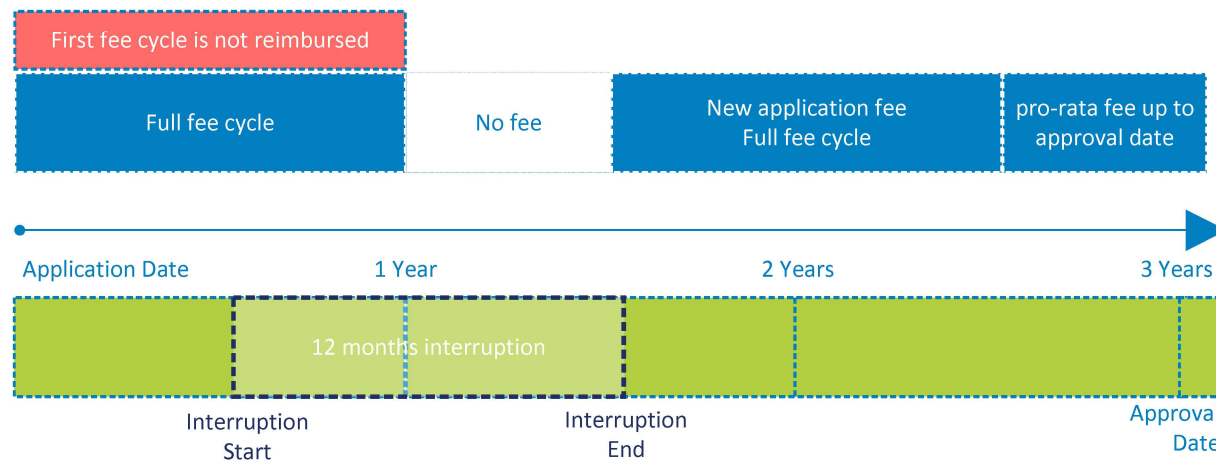 First fee cycle is not reimbursed
Full fee cycle
No fee
New application fee
Full fee cycle
pro-rata fee up to
approval date
Application Date
1 Year
2 Years
3 Years
12 months interruption
Interruption
Start
Interruption
End
Approva
Date